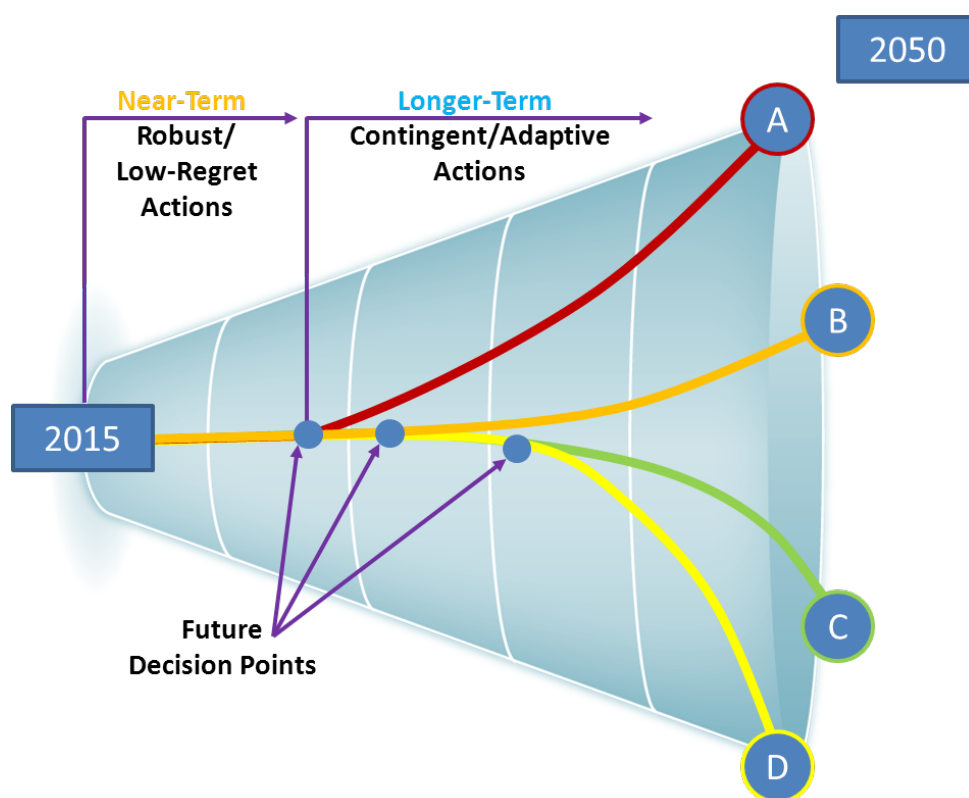 2050
Near-Term
Robust/
Low-Regret
Actions
Longer-Term
Contingent/Adaptive
Actions
A
B
2015
Future
Decision Points
C
D